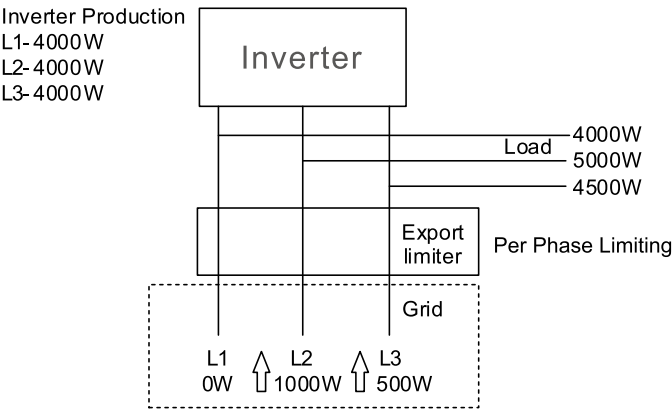 Inverter Production
L1-4000W
L2-4000W
L3-4000W
Inverter
4000W
Load
5000W
4500W
Export
limiter
Per Phase Limiting
Grid
L1 L2 L3
0W 1000W 500W